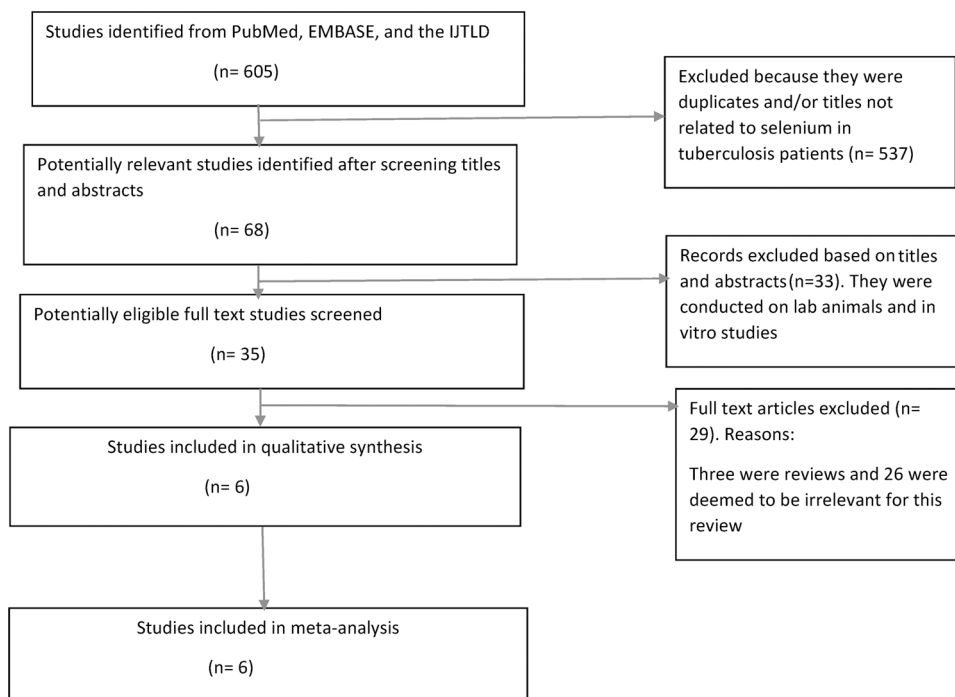 Studies identified from PubMed, EMBASE, and the IJTLD
(n= 605)
Excluded because they were
duplicates and/or titles not
related to selenium in
tuberculosis patients (n= 537)
Potentially relevant studies identified after screening titles
and abstracts
(n= 68)
Records excluded based on titles
and abstracts (n=33). They were
conducted on lab animals and in
vitro studies
Potentially eligible full text studies screened
(n= 35)
Full text articles excluded (n=
29). Reasons:
Three were reviews and 26 were
deemed to be irrelevant for this
review
Studies included in qualitative synthesis
(n= 6)
Studies included in meta-analysis
(n= 6)